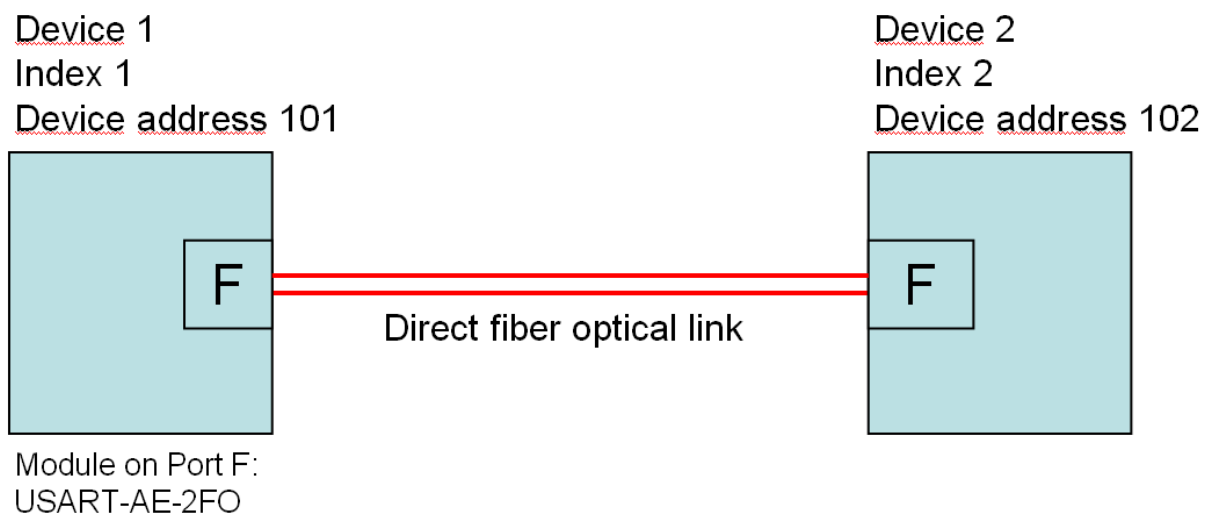 Device 1
Index 1
Device address 101
Device 2
Index 2
Device address 102
F
F
Direct fiber optical link
Module on Port F:
USART-AE-2FO